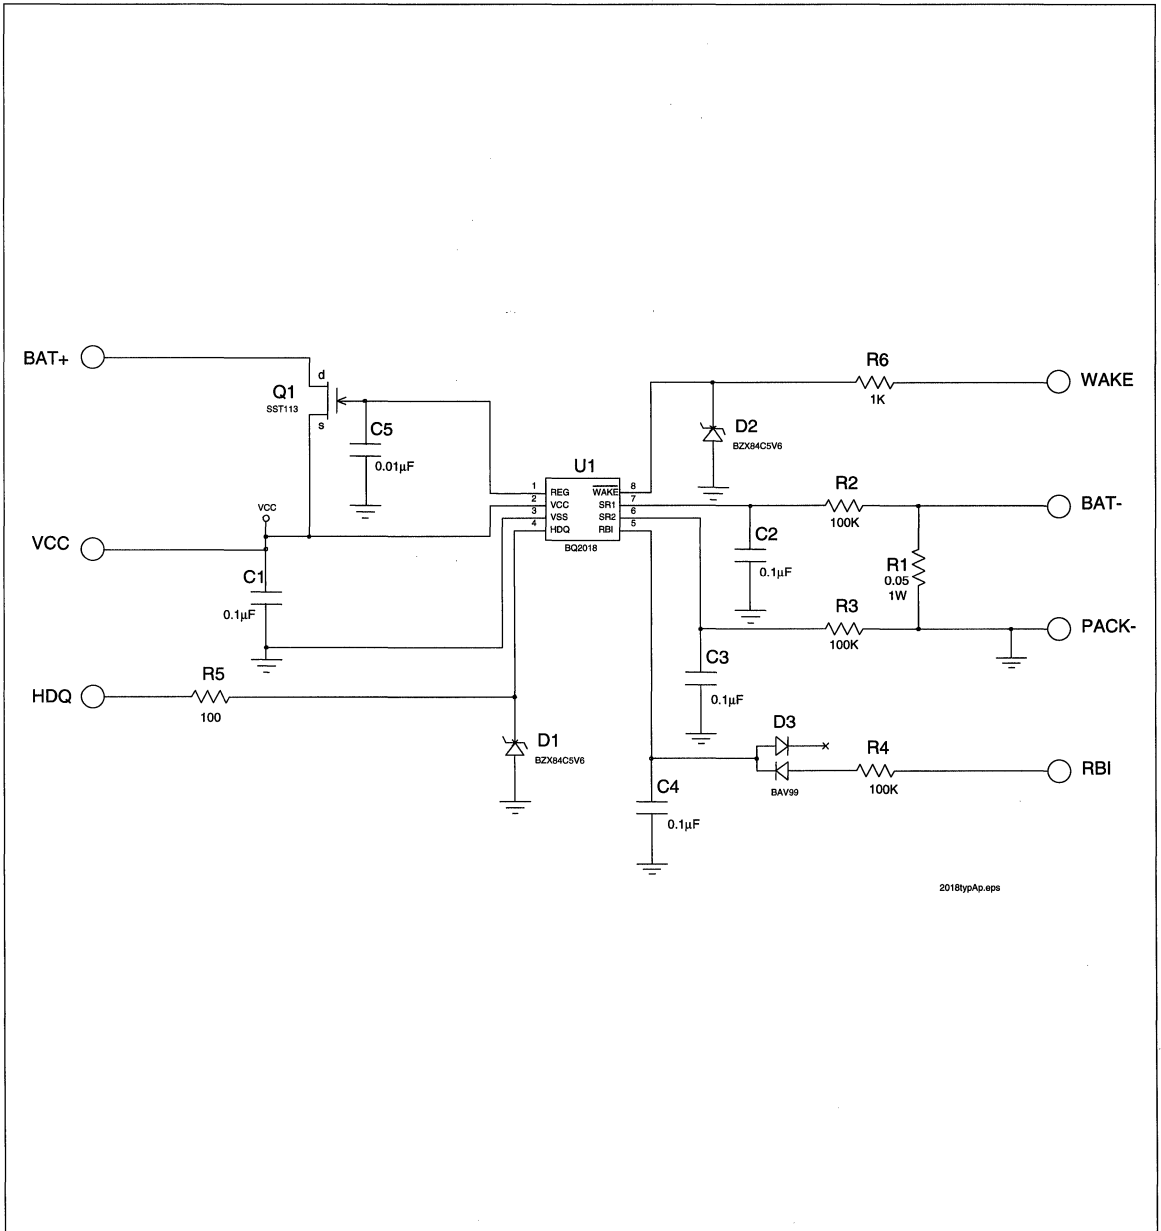 BAT+
Q1
SST113
d
s
C5
0.01µF
VCC
VCC
C1
0.1µF
HDQ
R5
100
D1
BZX84C5V6
U1
1 REG
2 VCC
3 VSS
4 HDQ
WAKE 8
SR1 7
SR2 6
RBI 5
BQ2018
R6
1K
WAKE
D2
BZX84C5V6
R2
100K
BAT-
C2
0.1µF
R1
0.05
1W
R3
100K
PACK-
C3
0.1µF
D3
BAV99
R4
100K
RBI
C4
0.1µF
2018typAp.eps